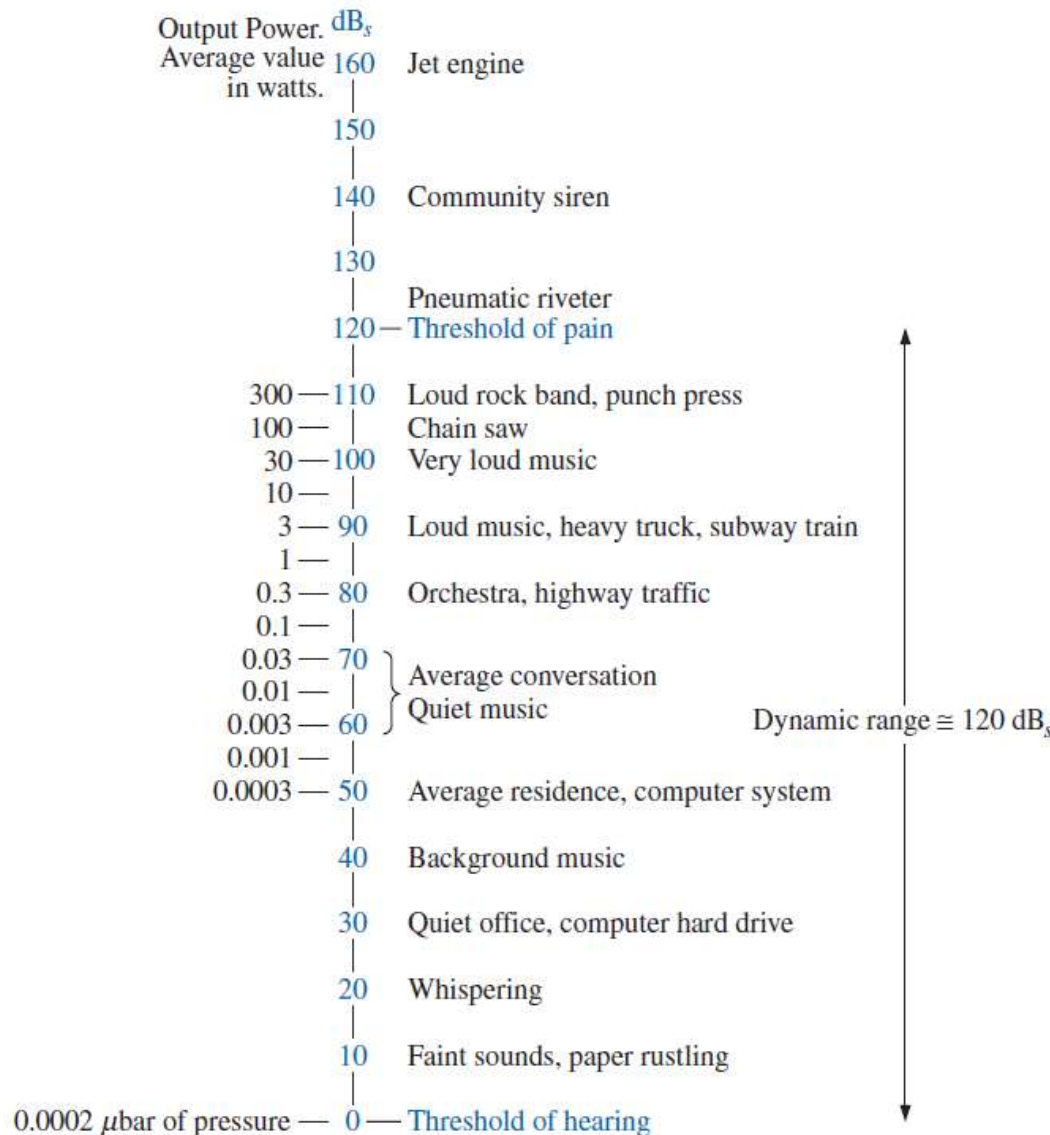 Output Power. dBs
Average value 160 Jet engine
in watts.
150
140 Community siren
130
Pneumatic riveter
120 — Threshold of pain
300 — 110 Loud rock band, punch press
100 — Chain saw
30 — 100 Very loud music
10 —
3 — 90 Loud music, heavy truck, subway train
1 —
0.3 — 80 Orchestra, highway traffic
0.1 —
0.03 — 70
Average conversation
0.01 —
Quiet music
0.003 — 60
Dynamic range ≅ 120 dBs
0.001 —
0.0003 — 50 Average residence, computer system
40 Background music
30 Quiet office, computer hard drive
20 Whispering
10 Faint sounds, paper rustling
0.0002 μbar of pressure — 0 — Threshold of hearing